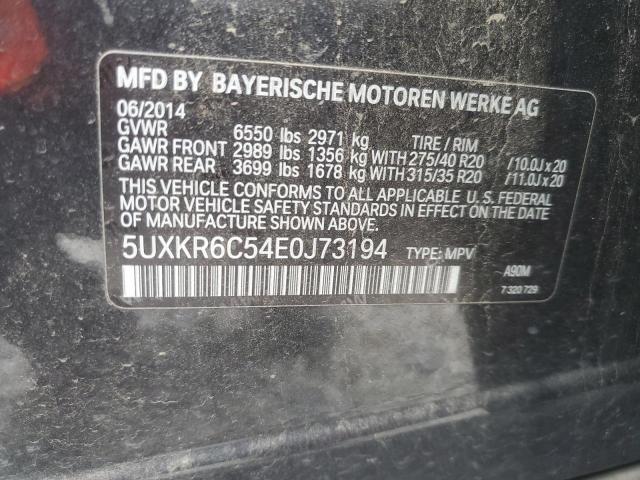 MFD BY BAYERISCHE MOTOREN WERKE AG
06/2014
GVWR 6550 lbs 2971 kg TIRE / RIM
GAWR FRONT 2989 lbs 1356 kg WITH 275/40 R20 /10.0J x 20
GAWR REAR 3699 lbs 1678 kg WITH 315/35 R20 /11.0J x 20
THIS VEHICLE CONFORMS TO ALL APPLICABLE U. S. FEDERAL
MOTOR VEHICLE SAFETY STANDARDS IN EFFECT ON THE DATE
OF MANUFACTURE SHOWN ABOVE.
5UXKR6C54E0J73194 TYPE: MPV
A90M
7 320 729